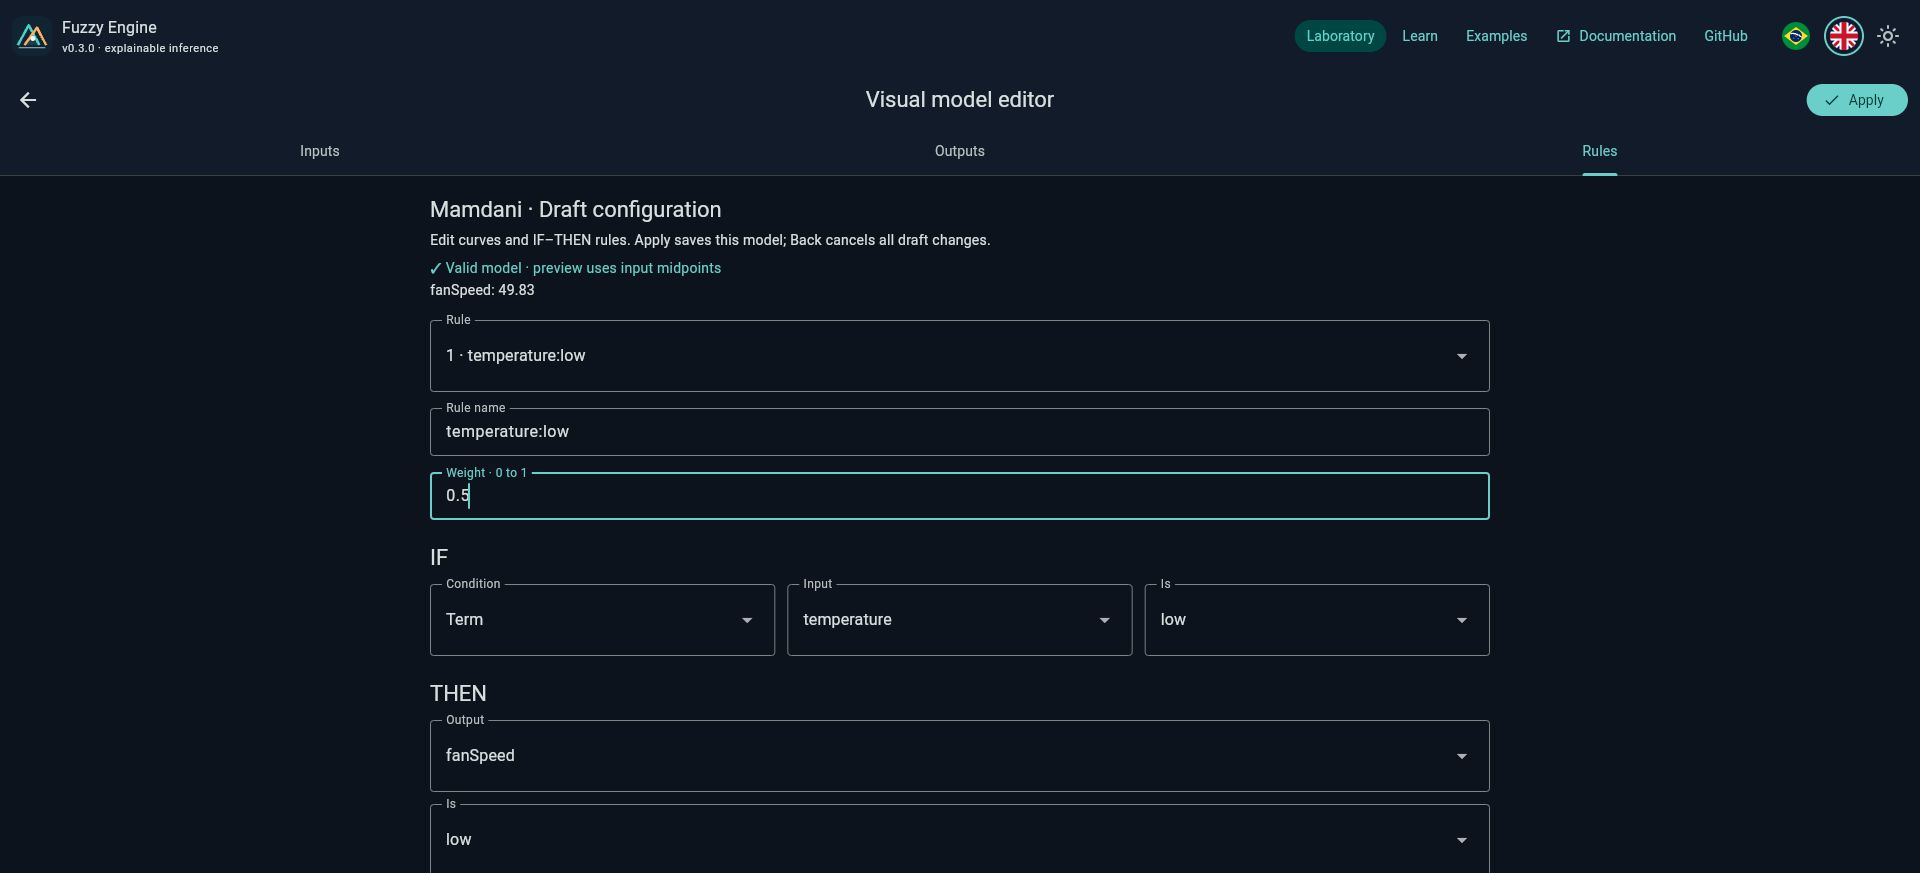 Fuzzy Engine
v0.3.0 · explainable inference
Laboratory
Learn
Examples
Documentation
GitHub
Visual model editor
Apply
Inputs
Outputs
Rules
Mamdani · Draft configuration
Edit curves and IF–THEN rules. Apply saves this model; Back cancels all draft changes.
✓ Valid model · preview uses input midpoints
fanSpeed: 49.83
Rule
1 · temperature:low
Rule name
temperature:low
Weight · 0 to 1
0.5
IF
Condition
Term
Input
temperature
Is
low
THEN
Output
fanSpeed
Is
low